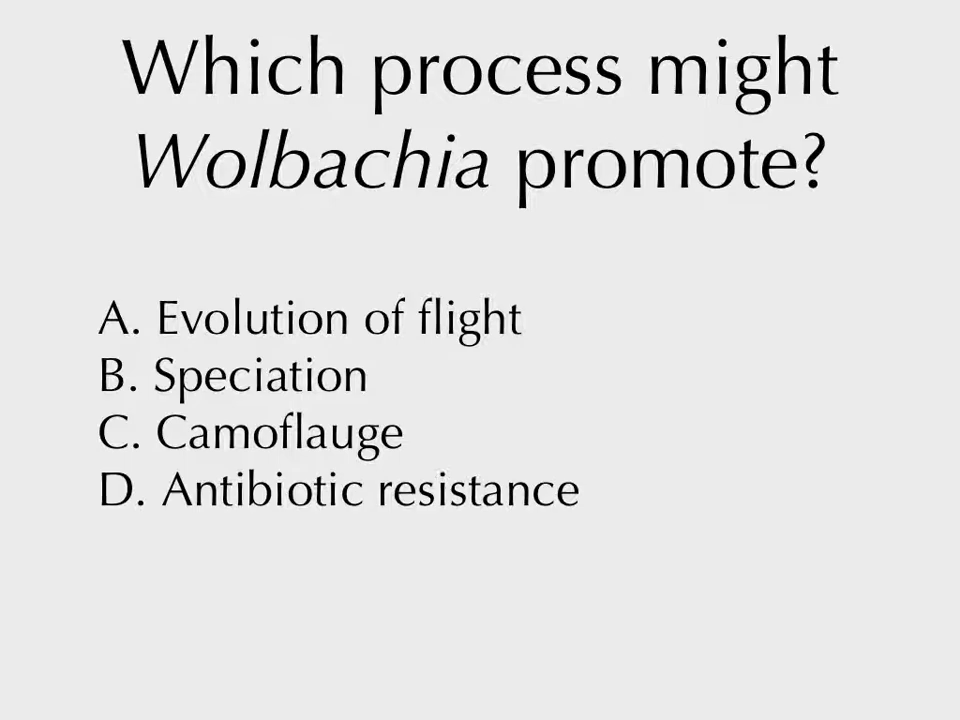 Which process might
Wolbachia promote?
A. Evolution of flight
B. Speciation
C. Camoflauge
D. Antibiotic resistance